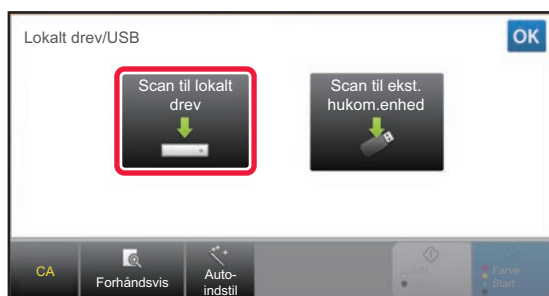 Lokalt drev/USB
OK
Scan til lokalt
drev
Scan til ekst.
hukom.enhed
CA
Forhåndsvis
Auto-
indstil
Farve
Start